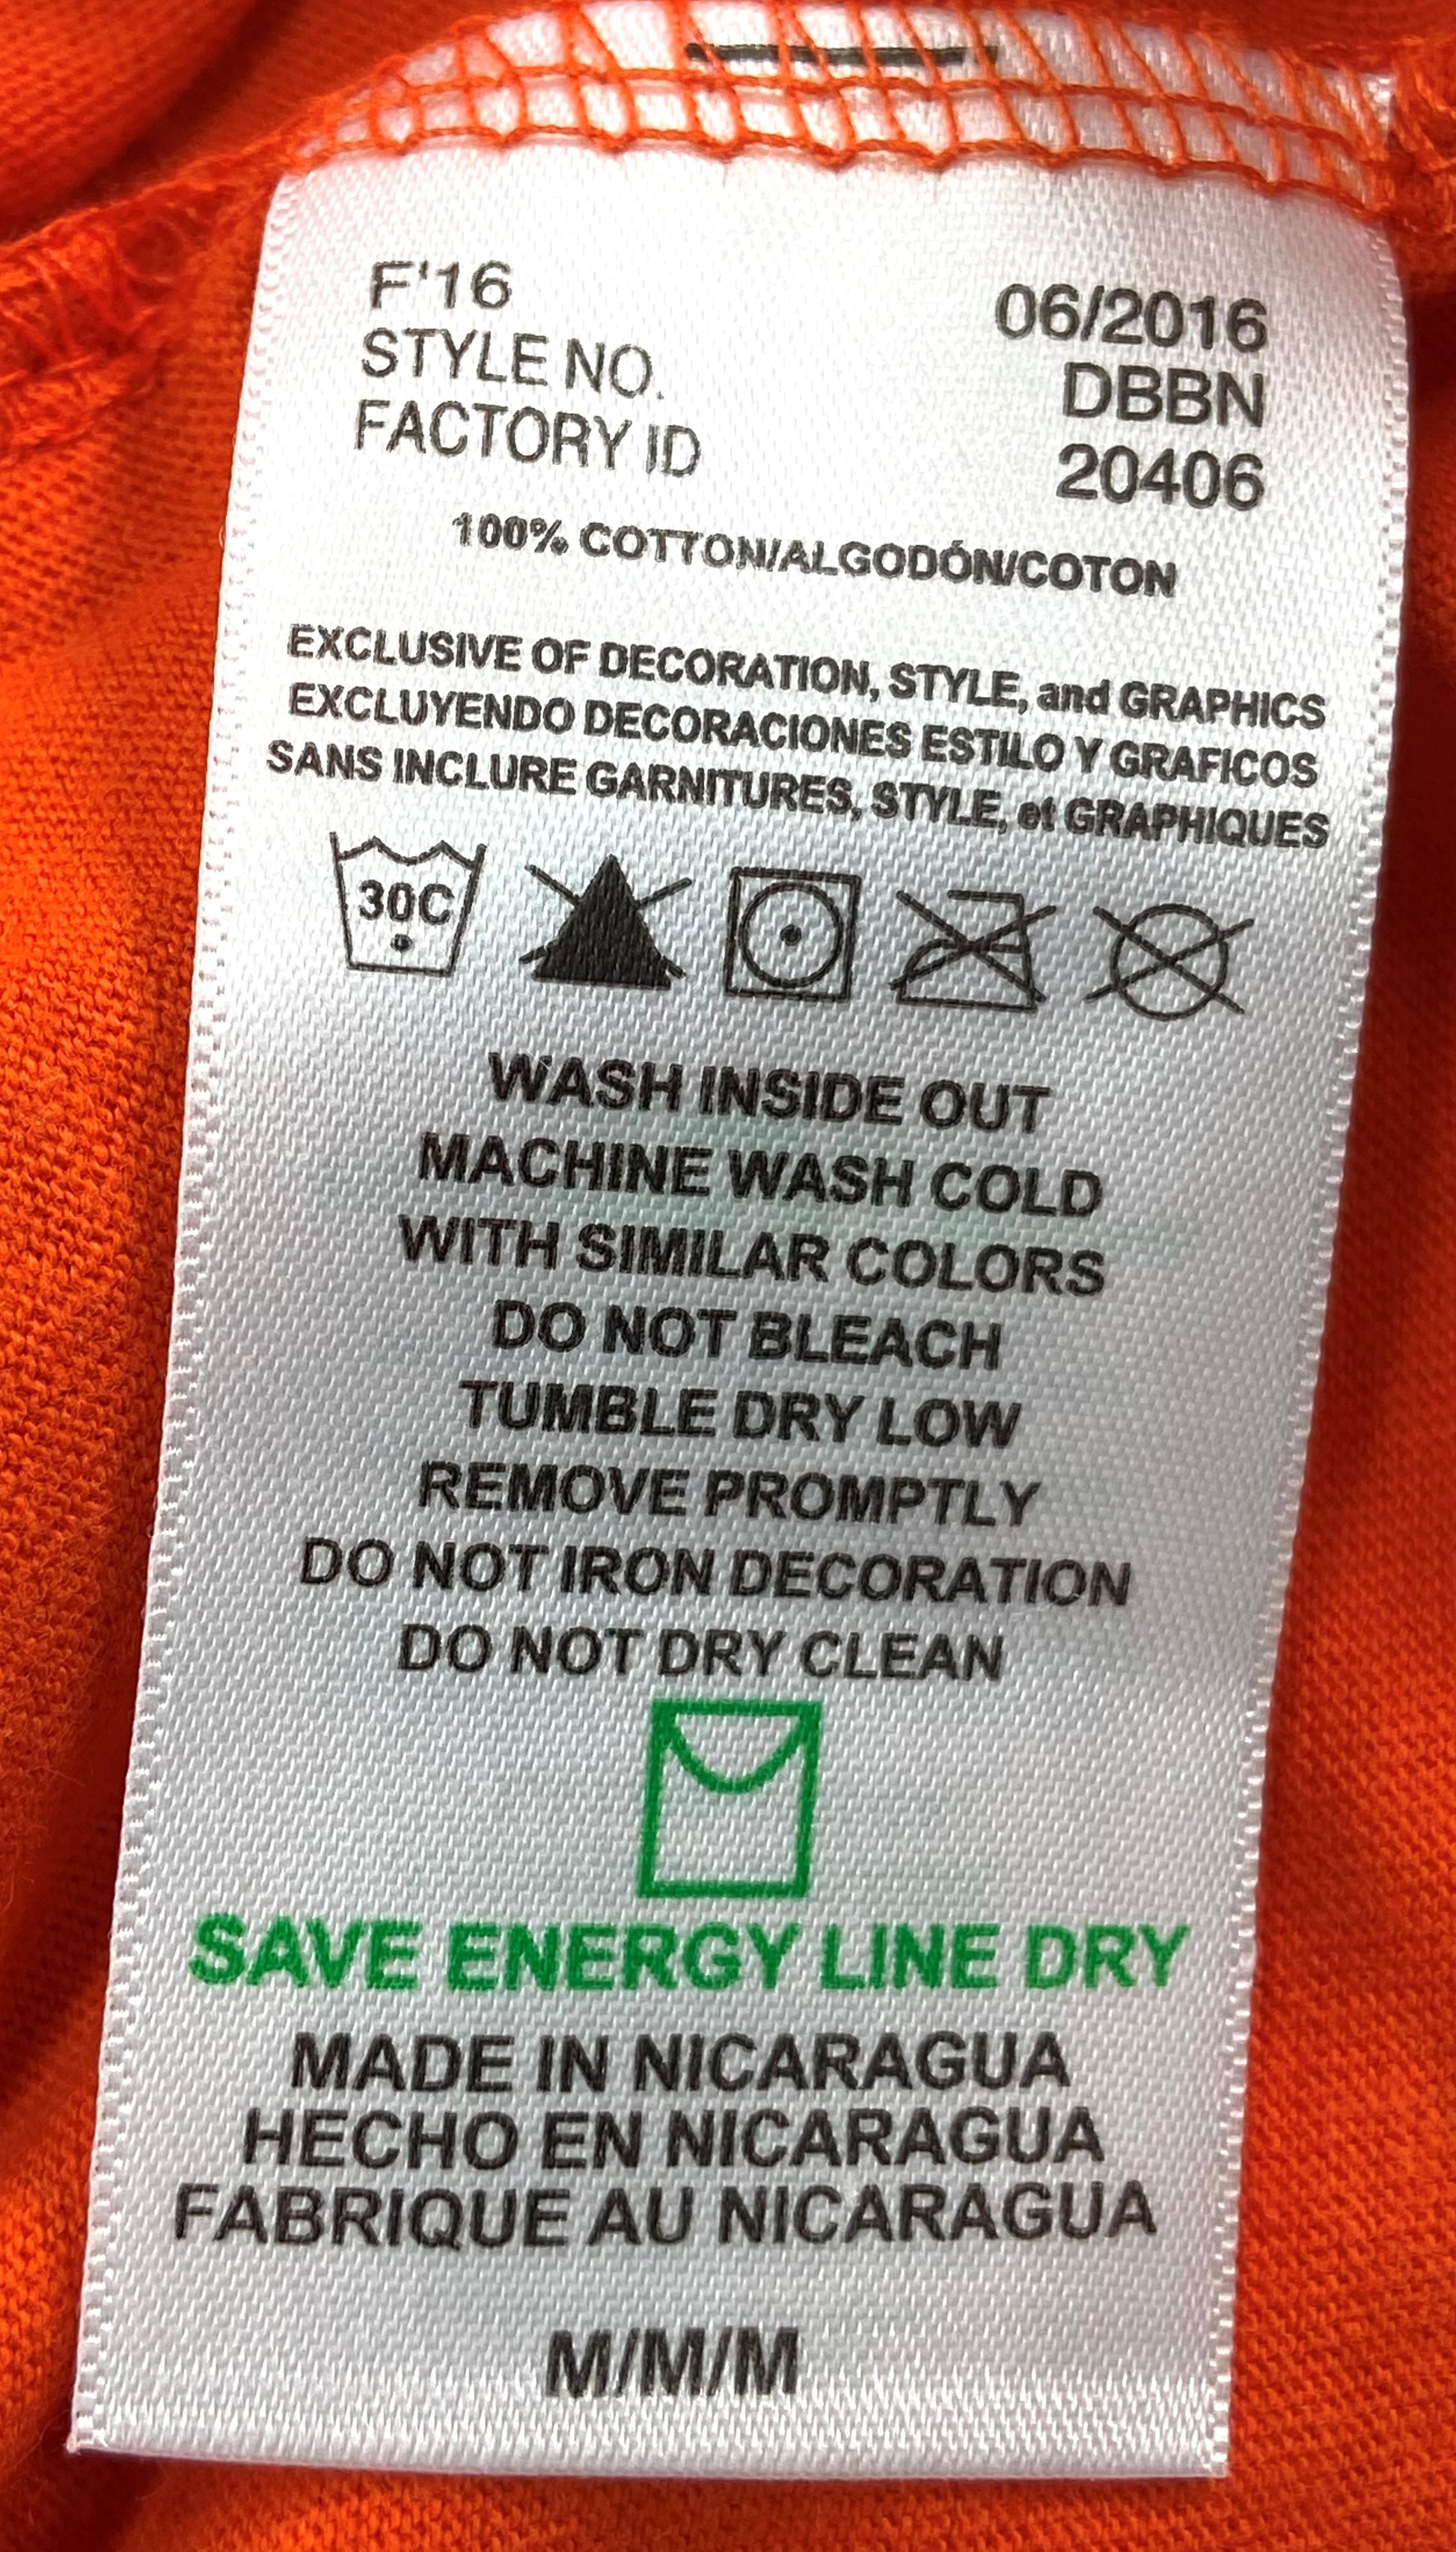 F'16 06/2016
STYLE NO. DBBN
FACTORY ID 20406
100% COTTON/ALGODÓN/COTON
EXCLUSIVE OF DECORATION, STYLE, and GRAPHICS
EXCLUYENDO DECORACIONES ESTILO Y GRAFICOS
SANS INCLURE GARNITURES, STYLE, et GRAPHIQUES
30C
WASH INSIDE OUT
MACHINE WASH COLD
WITH SIMILAR COLORS
DO NOT BLEACH
TUMBLE DRY LOW
REMOVE PROMPTLY
DO NOT IRON DECORATION
DO NOT DRY CLEAN
SAVE ENERGY LINE DRY
MADE IN NICARAGUA
HECHO EN NICARAGUA
FABRIQUE AU NICARAGUA
M/M/M